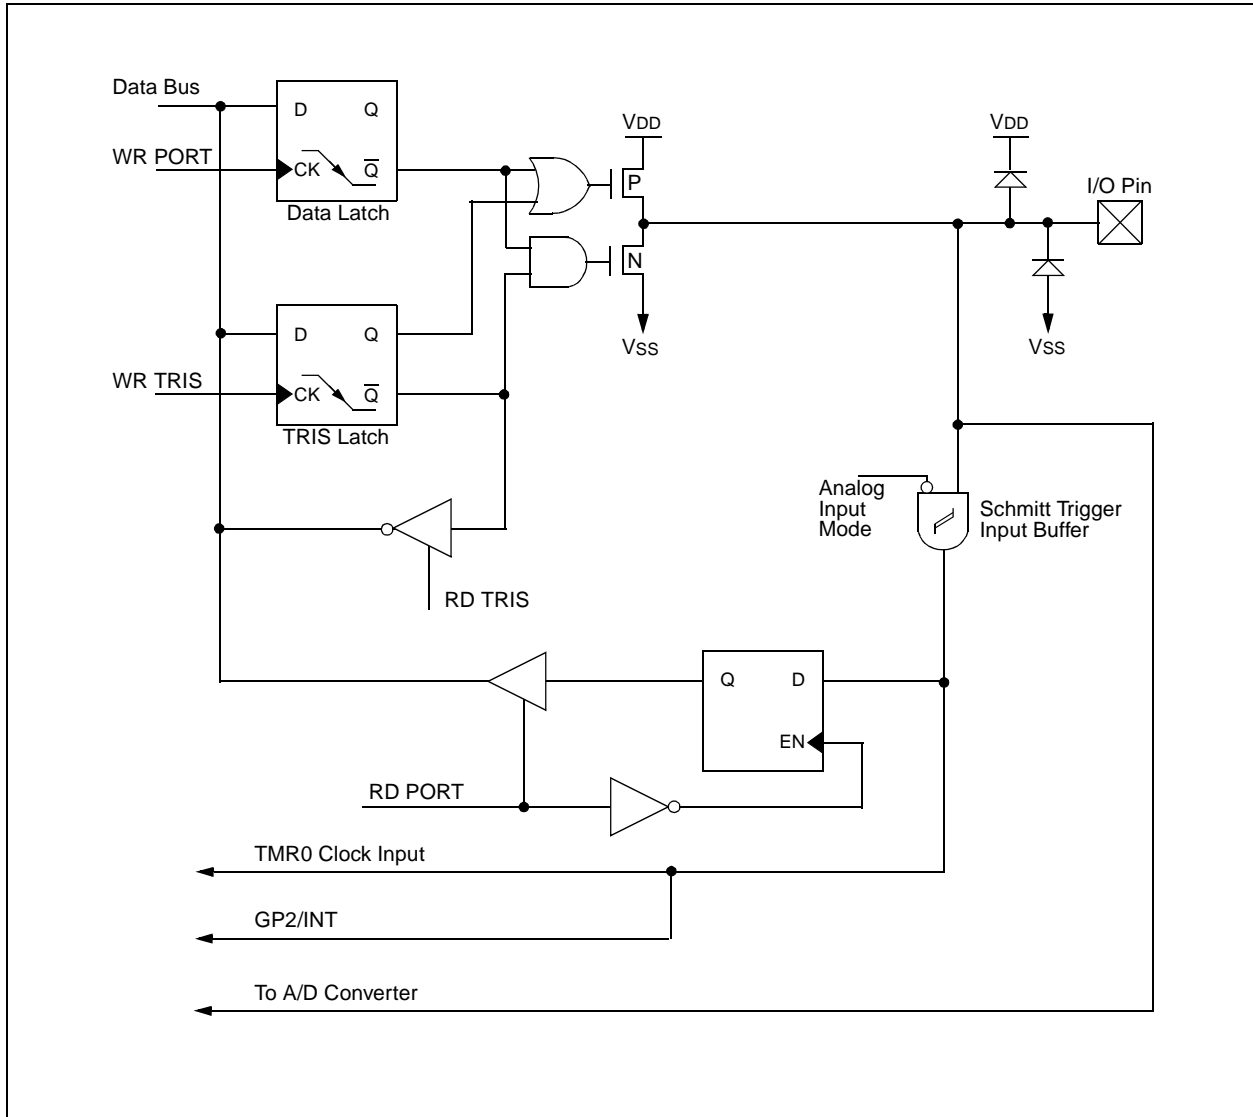 Data Bus
D Q
WR PORT
CK Q̅
Data Latch
VDD
P
N
VSS
VDD
I/O Pin
VSS
D Q
WR TRIS
CK Q̅
TRIS Latch
Analog
Input
Mode
Schmitt Trigger
Input Buffer
RD TRIS
Q D
EN
RD PORT
TMR0 Clock Input
GP2/INT
To A/D Converter